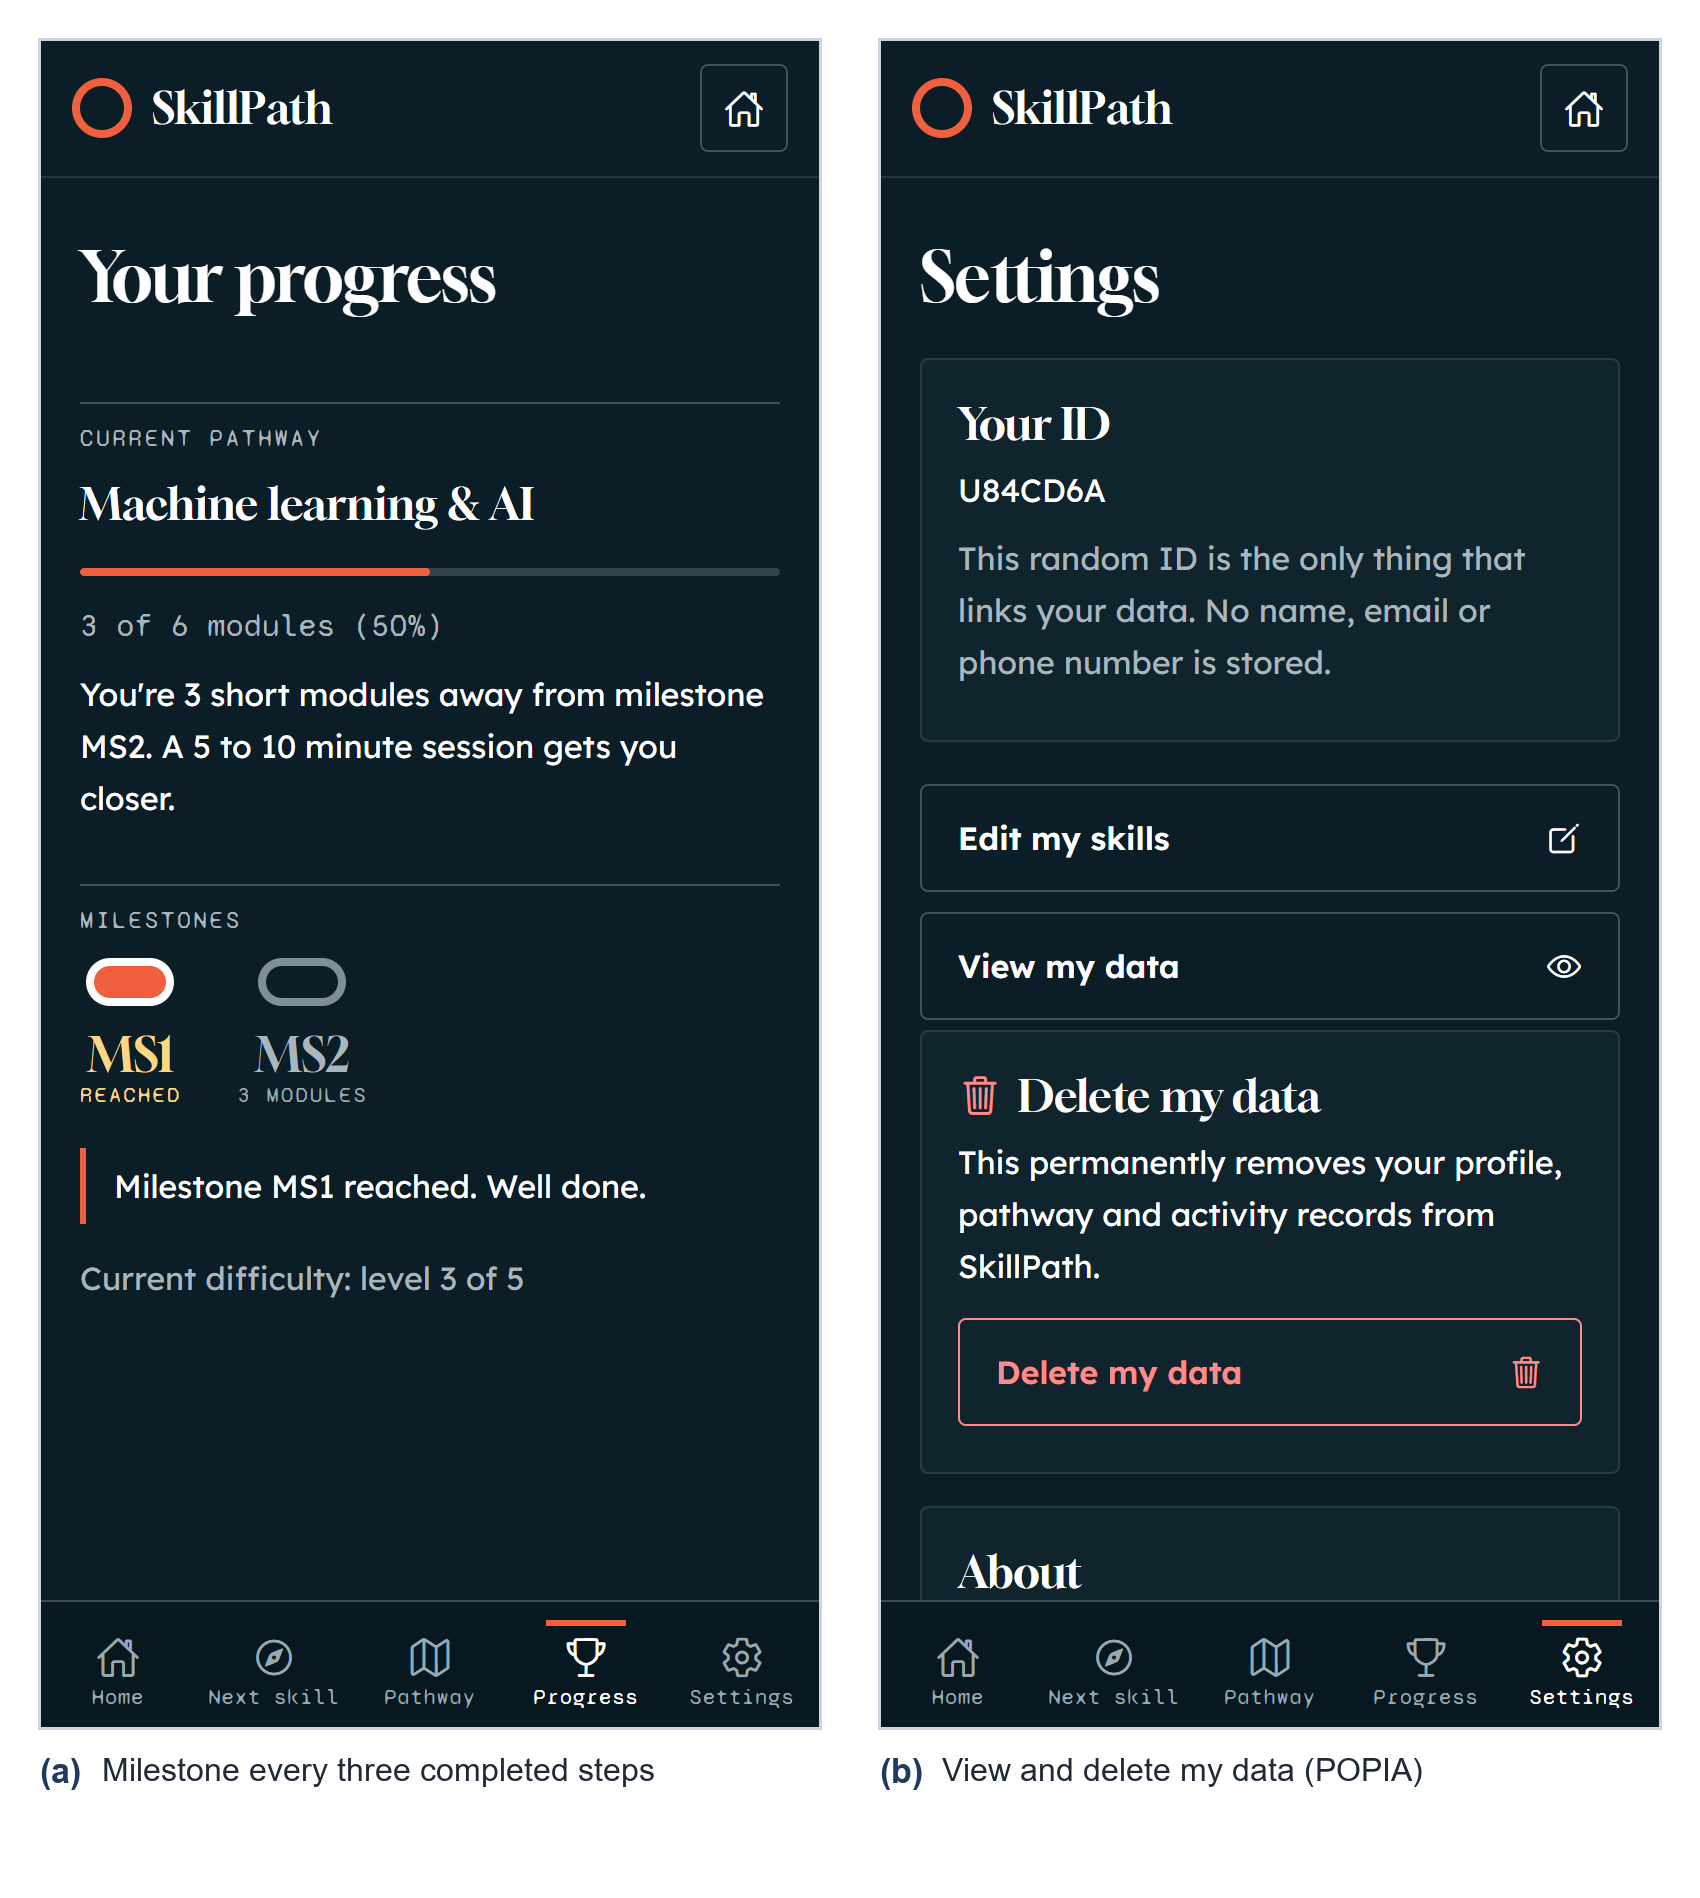 SkillPath
Your progress
CURRENT PATHWAY
Machine learning & AI
3 of 6 modules (50%)
You're 3 short modules away from milestone
MS2. A 5 to 10 minute session gets you
closer.
MILESTONES
MS1 MS2
REACHED 3 MODULES
Milestone MS1 reached. Well done.
Current difficulty: level 3 of 5
Home Next skill Pathway Progress Settings
(a) Milestone every three completed steps
SkillPath
Settings
Your ID
U84CD6A
This random ID is the only thing that
links your data. No name, email or
phone number is stored.
Edit my skills
View my data
Delete my data
This permanently removes your profile,
pathway and activity records from
SkillPath.
Delete my data
About
Home Next skill Pathway Progress Settings
(b) View and delete my data (POPIA)